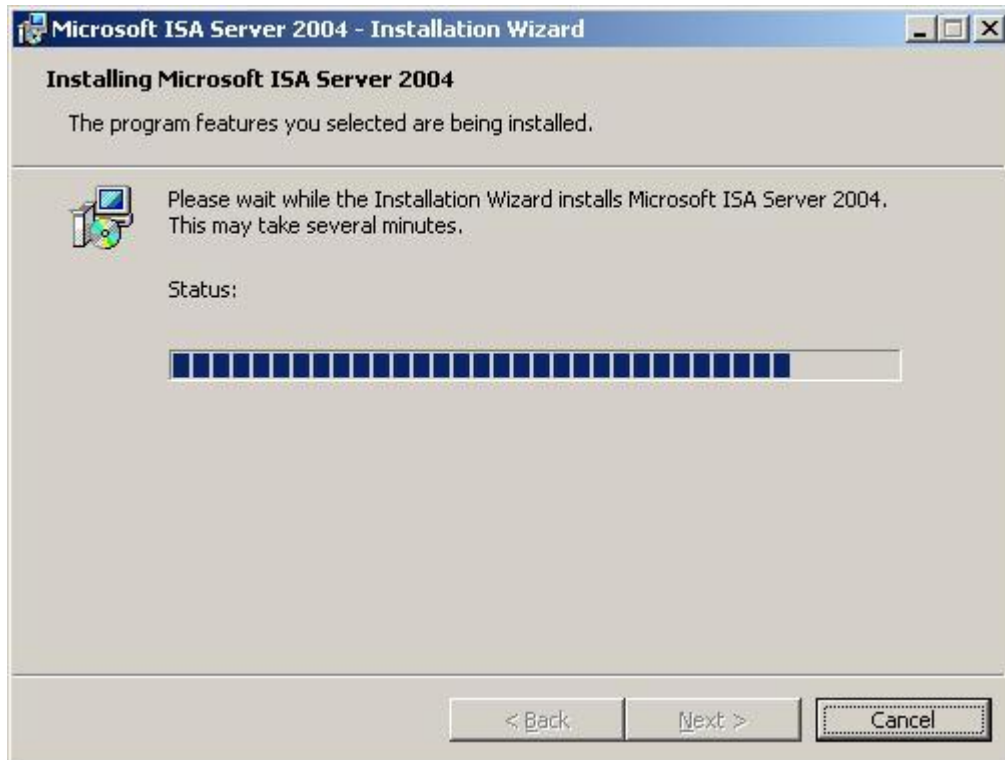 Microsoft ISA Server 2004 - Installation Wizard
Installing Microsoft ISA Server 2004
The program features you selected are being installed.
Please wait while the Installation Wizard installs Microsoft ISA Server 2004.
This may take several minutes.
Status:
< Back Next > Cancel